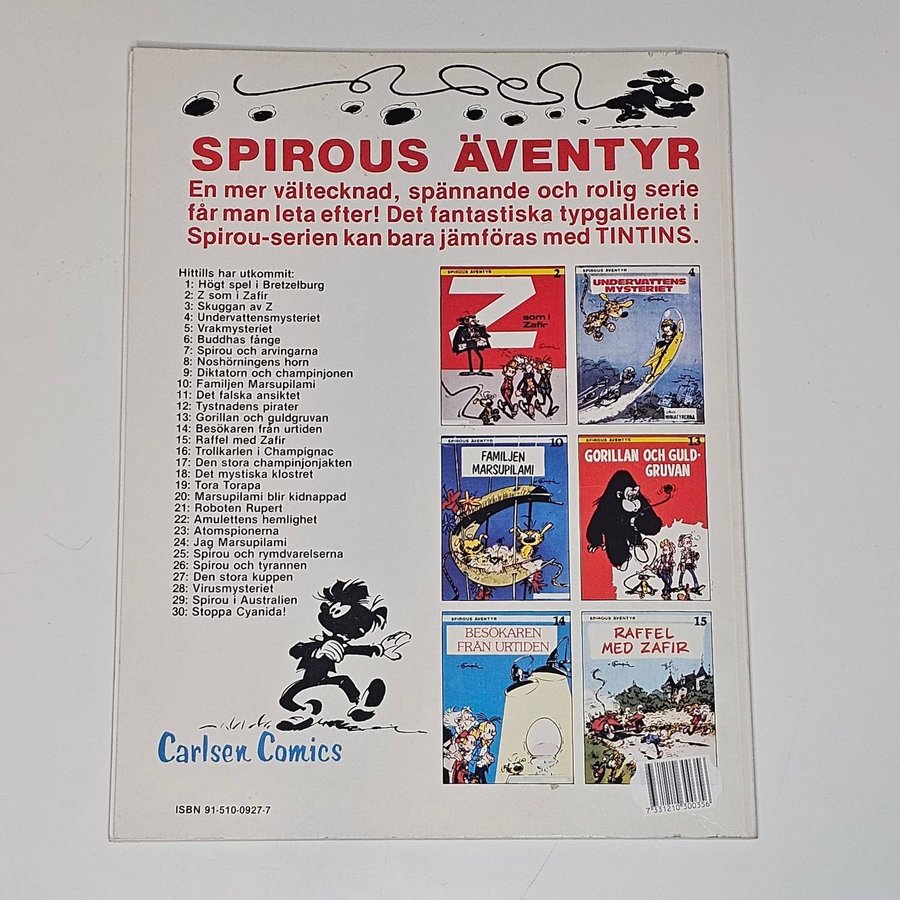 SPIROUS ÄVENTYR
En mer vältecknad, spännande och rolig serie
får man leta efter! Det fantastiska typgalleriet i
Spirou-serien kan bara jämföras med TINTINS.
Hittills har utkommit:
1: Högt spel i Bretzelburg
2: Z som i Zafir
3: Skuggan av Z
4: Undervattensmysteriet
5: Vrakmysteriet
6: Buddhas fånge
7: Spirou och arvingarna
8: Noshörningens horn
9: Diktatorn och champinjonen
10: Familjen Marsupilami
11: Det falska ansiktet
12: Tystnadens pirater
13: Gorillan och guldgruvan
14: Besökaren från urtiden
15: Raffel med Zafir
16: Trollkarlen i Champignac
17: Den stora champinjonjakten
18: Det mystiska klostret
19: Tora Torapa
20: Marsupilami blir kidnappad
21: Roboten Rupert
22: Amulettens hemlighet
23: Atomspionerna
24: Jag Marsupilami
25: Spirou och rymdvarelserna
26: Spirou och tyrannen
27: Den stora kuppen
28: Virusmysteriet
29: Spirou i Australien
30: Stoppa Cyanida!
Carlsen Comics
ISBN 91-510-0927-7
SPIROUS ÄVENTYR 2
Z
som i
Zafir
SPIROUS ÄVENTYR 4
UNDERVATTENS
MYSTERIET
plus
SPIROUS ÄVENTYR 10
FAMILJEN
MARSUPILAMI
SPIROUS ÄVENTYR 13
GORILLAN OCH GULD-
GRUVAN
SPIROUS ÄVENTYR 14
BESÖKAREN
FRÅN URTIDEN
SPIROUS ÄVENTYR 15
RAFFEL
MED ZAFIR
7 331210 300356